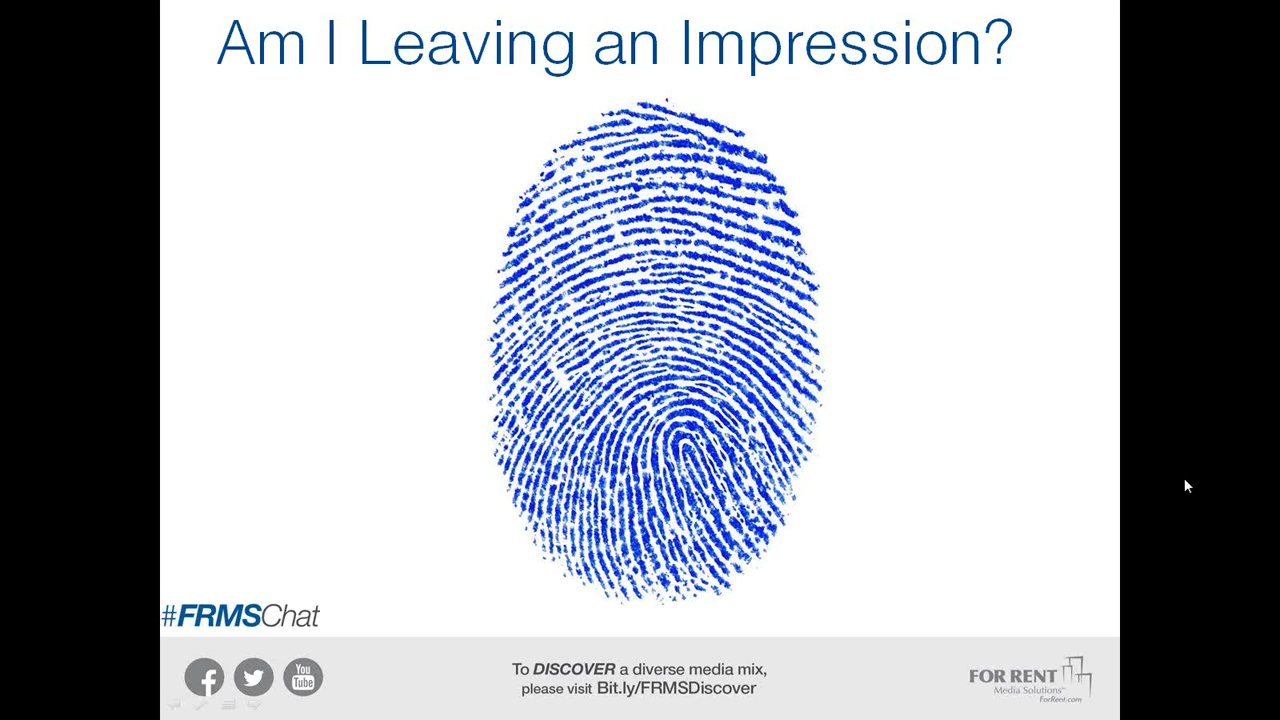 Am I Leaving an Impression?
#FRMSChat
You
Tube
To DISCOVER a diverse media mix,
please visit Bit.ly/FRMSDiscover
FOR RENT
Media Solutions™
ForRent.com